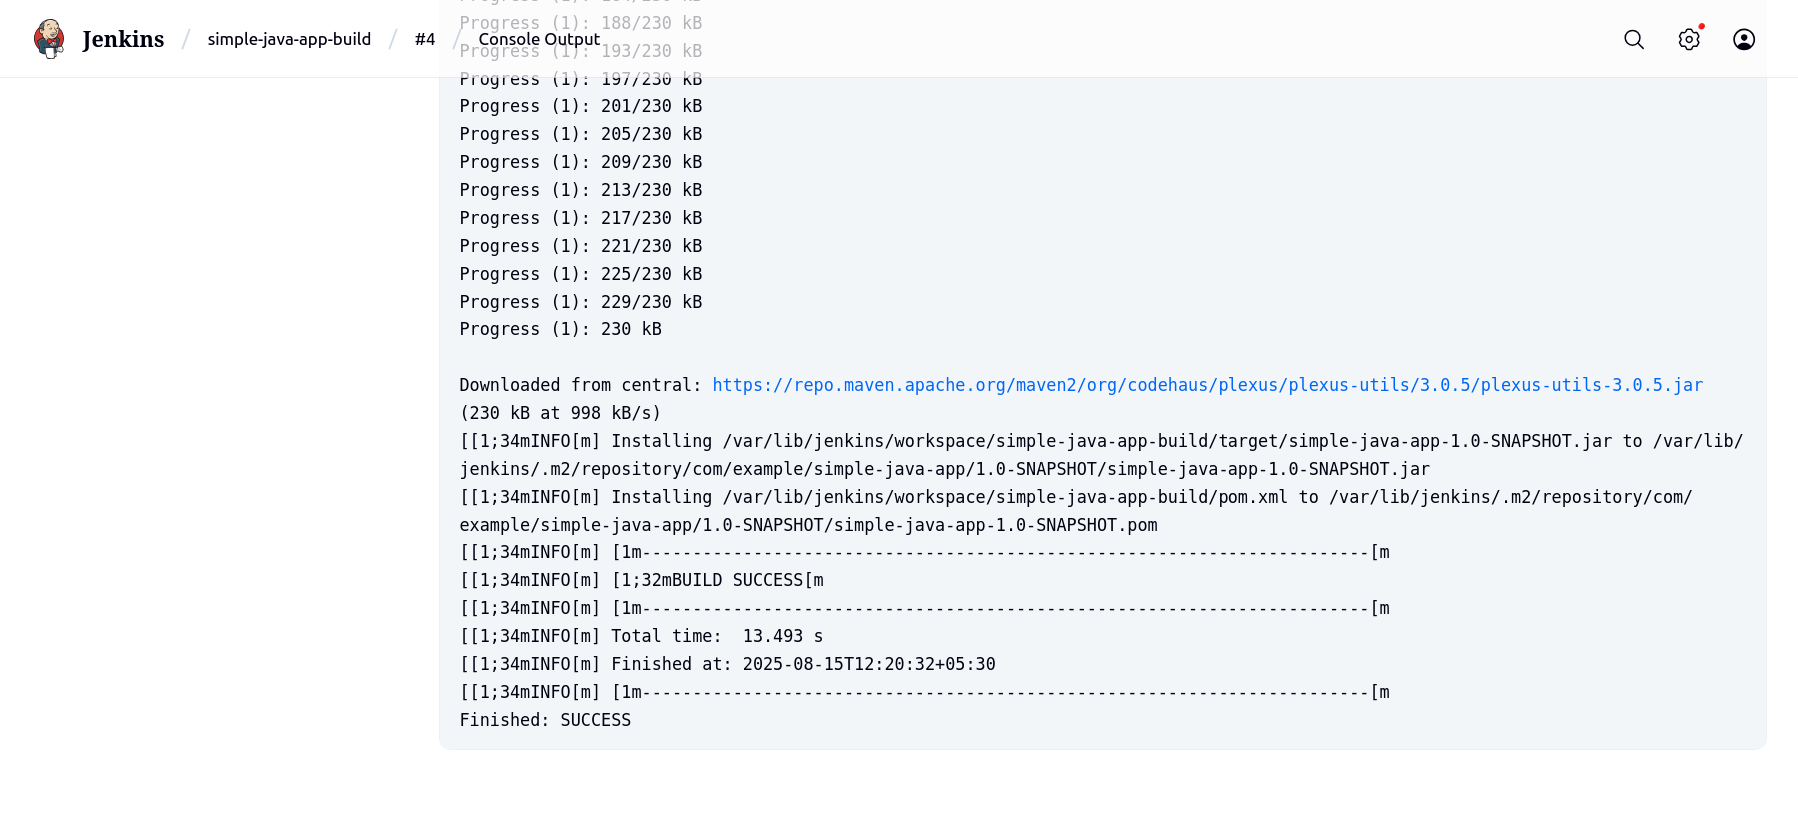 Jenkins / simple-java-app-build / #4 / Console Output
Progress (1): 188/230 kB
Progress (1): 193/230 kB
Progress (1): 197/230 kB
Progress (1): 201/230 kB
Progress (1): 205/230 kB
Progress (1): 209/230 kB
Progress (1): 213/230 kB
Progress (1): 217/230 kB
Progress (1): 221/230 kB
Progress (1): 225/230 kB
Progress (1): 229/230 kB
Progress (1): 230 kB
Downloaded from central: https://repo.maven.apache.org/maven2/org/codehaus/plexus/plexus-utils/3.0.5/plexus-utils-3.0.5.jar
(230 kB at 998 kB/s)
[[1;34mINFO[m] Installing /var/lib/jenkins/workspace/simple-java-app-build/target/simple-java-app-1.0-SNAPSHOT.jar to /var/lib/
jenkins/.m2/repository/com/example/simple-java-app/1.0-SNAPSHOT/simple-java-app-1.0-SNAPSHOT.jar
[[1;34mINFO[m] Installing /var/lib/jenkins/workspace/simple-java-app-build/pom.xml to /var/lib/jenkins/.m2/repository/com/
example/simple-java-app/1.0-SNAPSHOT/simple-java-app-1.0-SNAPSHOT.pom
[[1;34mINFO[m] [1m------------------------------------------------------------------------[m
[[1;34mINFO[m] [1;32mBUILD SUCCESS[m
[[1;34mINFO[m] [1m------------------------------------------------------------------------[m
[[1;34mINFO[m] Total time:  13.493 s
[[1;34mINFO[m] Finished at: 2025-08-15T12:20:32+05:30
[[1;34mINFO[m] [1m------------------------------------------------------------------------[m
Finished: SUCCESS